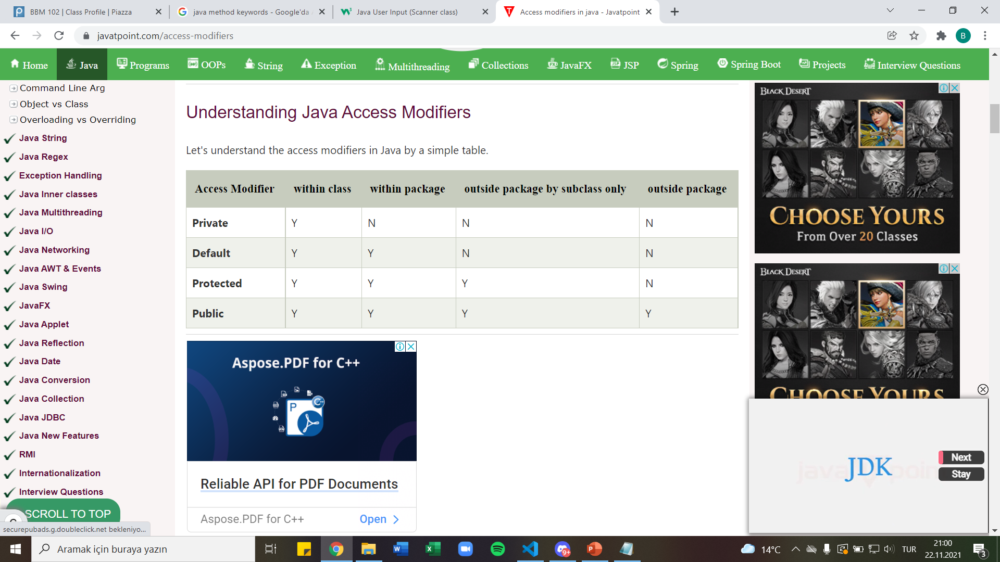 BBM 102 | Class Profile | Piazza
java method keywords - Google'da
Java User Input (Scanner class)
Access modifiers in java - Javatpoint
javatpoint.com/access-modifiers
B
Home
Java
Programs
OOPs
String
Exception
Multithreading
Collections
JavaFX
JSP
Spring
Spring Boot
Projects
Interview Questions
Command Line Arg
Object vs Class
Overloading vs Overriding
Java String
Java Regex
Exception Handling
Java Inner classes
Java Multithreading
Java I/O
Java Networking
Java AWT & Events
Java Swing
JavaFX
Java Applet
Java Reflection
Java Date
Java Conversion
Java Collection
Java JDBC
Java New Features
RMI
Internationalization
Interview Questions
SCROLL TO TOP
securepubads.g.doubleclick.net bekleniyo...
Understanding Java Access Modifiers
Let's understand the access modifiers in Java by a simple table.
Access Modifier within class within package outside package by subclass only outside package
Private Y N N N
Default Y Y N N
Protected Y Y Y N
Public Y Y Y Y
Aspose.PDF for C++
P
C++
Reliable API for PDF Documents
Aspose.PDF for C++
Open
BLACK DESERT
CHOOSE YOURS
From Over 20 Classes
BLACK DESERT
CHOOSE YOURS
JDK
Next
Stay
Aramak için buraya yazın
14°C
TUR
21:00
22.11.2021
3